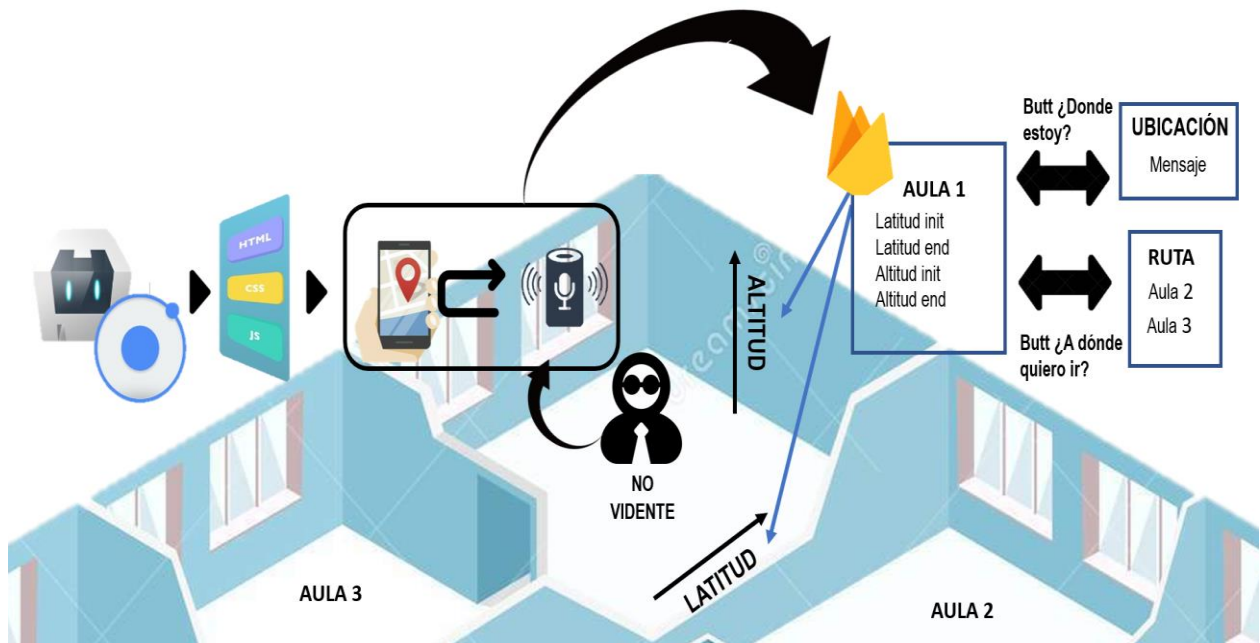 HTML
CSS
JS
NO
VIDENTE
ALTITUD
LATITUD
AULA 1
Latitud init
Latitud end
Altitud init
Altitud end
Butt ¿Donde
estoy?
UBICACIÓN
Mensaje
RUTA
Aula 2
Aula 3
Butt ¿A dónde
quiero ir?
AULA 3
AULA 2